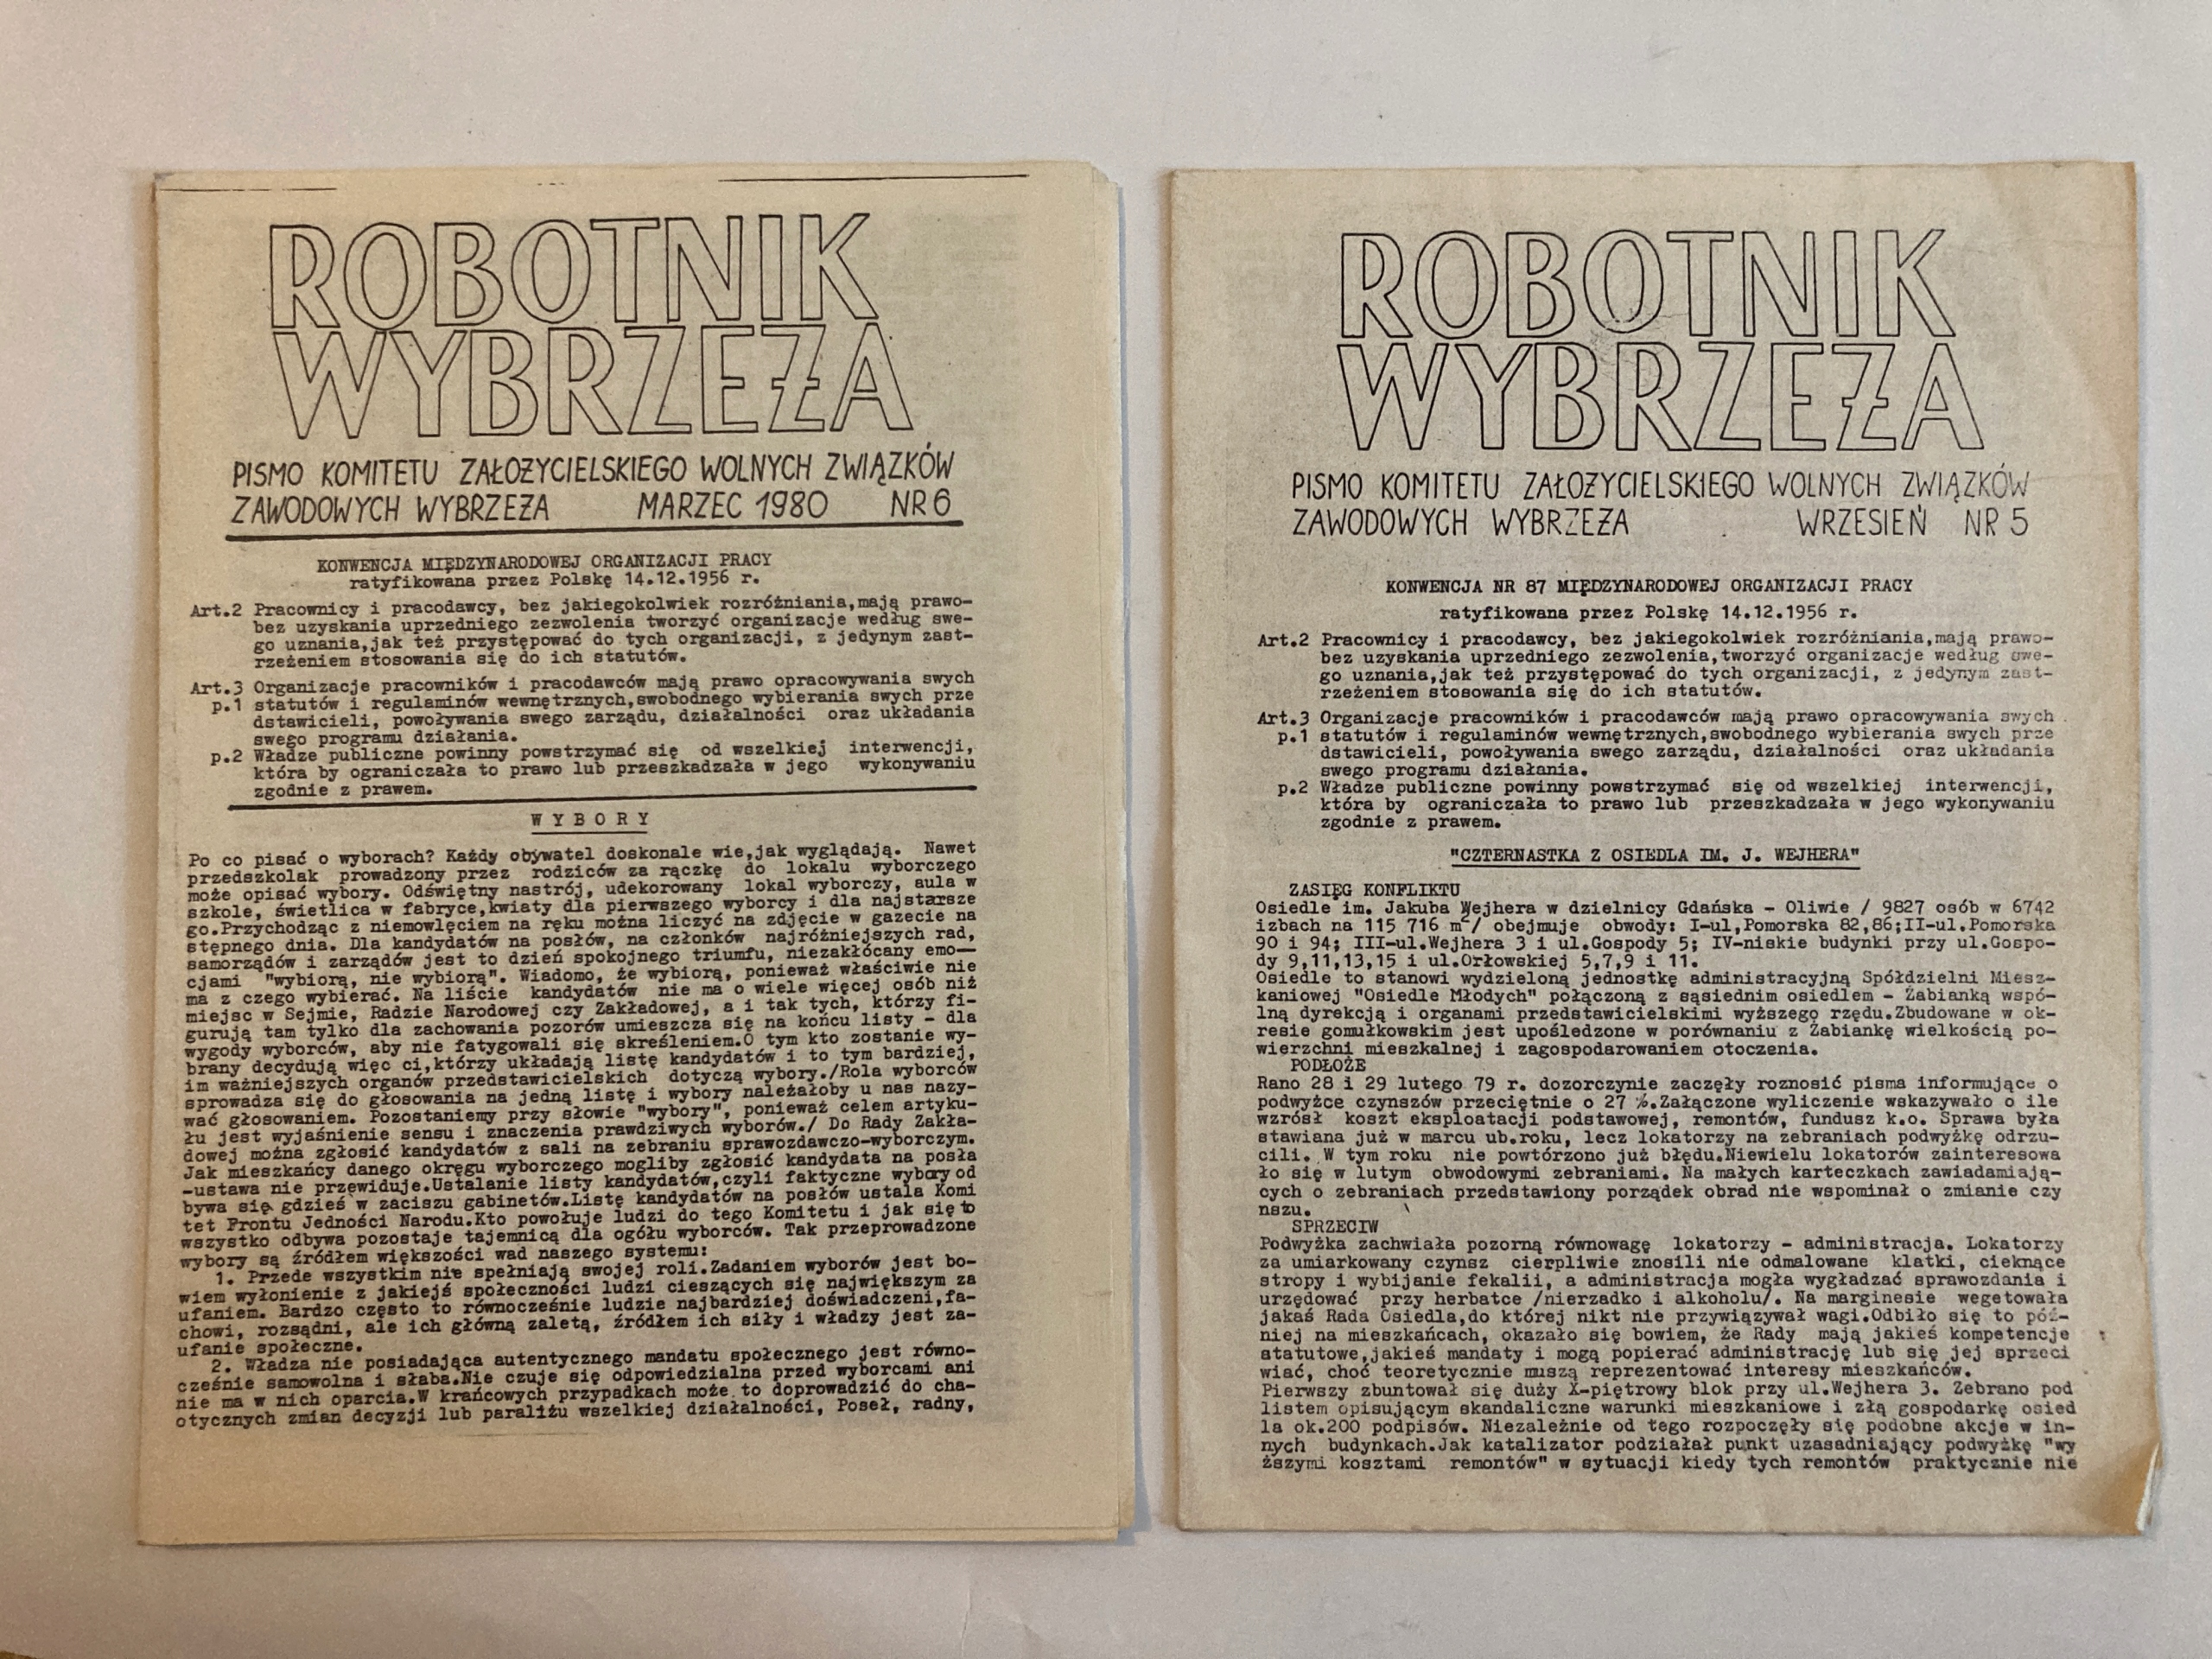 ROBOTNIK
WYBRZEŻA
PISMO KOMITETU ZAŁOŻYCIELSKIEGO WOLNYCH ZWIĄZKÓW
ZAWODOWYCH WYBRZEŻA MARZEC 1980 NR 6
KONWENCJA MIĘDZYNARODOWEJ ORGANIZACJI PRACY
ratyfikowana przez Polskę 14.12.1956 r.
Art.2 Pracownicy i pracodawcy, bez jakiegokolwiek rozróżniania,mają prawo-
bez uzyskania uprzedniego zezwolenia tworzyć organizacje według swe-
go uznania,jak też przystępować do tych organizacji, z jedynym zast-
rzeżeniem stosowania się do ich statutów.
Art.3 Organizacje pracowników i pracodawców mają prawo opracowywania swych
p.1 statutów i regulaminów wewnętrznych,swobodnego wybierania swych prze
dstawicieli, powoływania swego zarządu, działalności oraz układania
swego programu działania.
p.2 Władze publiczne powinny powstrzymać się od wszelkiej interwencji,
która by ograniczała to prawo lub przeszkadzała w jego wykonywaniu
zgodnie z prawem.
W Y B O R Y
Po co pisać o wyborach? Każdy obywatel doskonale wie,jak wyglądają. Nawet
przedszkolak prowadzony przez rodziców za rączkę do lokalu wyborczego
może opisać wybory. Odświętny nastrój, udekorowany lokal wyborczy, aula w
szkole, świetlica w fabryce,kwiaty dla pierwszego wyborcy i dla najstarsze
go.Przychodząc z niemowlęciem na ręku można liczyć na zdjęcie w gazecie na
stępnego dnia. Dla kandydatów na posłów, na członków najróżniejszych rad,
samorządów i zarządów jest to dzień spokojnego triumfu, niezakłócany emo—
cjami "wybiorą, nie wybiorą". Wiadomo, że wybiorą, ponieważ właściwie nie
ma z czego wybierać. Na liście kandydatów nie ma o wiele więcej osób niż
miejsc w Sejmie, Radzie Narodowej czy Zakładowej, a i tak tych, którzy fi-
gurują tam tylko dla zachowania pozorów umieszcza się na końcu listy - dla
wygody wyborców, aby nie fatygowali się skreśleniem.O tym kto zostanie wy-
brany decydują więc ci,którzy układają listę kandydatów i to tym bardziej,
im ważniejszych organów przedstawicielskich dotyczą wybory./Rola wyborców
sprowadza się do głosowania na jedną listę i wybory należałoby u nas nazy-
wać głosowaniem. Pozostaniemy przy słowie "wybory", ponieważ celem artyku-
łu jest wyjaśnienie sensu i znaczenia prawdziwych wyborów./ Do Rady Zakła-
dowej można zgłosić kandydatów z sali na zebraniu sprawozdawczo-wyborczym.
Jak mieszkańcy danego okręgu wyborczego mogliby zgłosić kandydata na posła
-ustawa nie przewiduje.Ustalanie listy kandydatów,czyli faktyczne wybory od
bywa się gdzieś w zaciszu gabinetów.Listę kandydatów na posłów ustala Komi
tet Frontu Jedności Narodu.Kto powołuje ludzi do tego Komitetu i jak się to
wszystko odbywa pozostaje tajemnicą dla ogółu wyborców. Tak przeprowadzone
wybory są źródłem większości wad naszego systemu:
1. Przede wszystkim nie spełniają swojej roli.Zadaniem wyborów jest bo-
wiem wyłonienie z jakiejś społeczności ludzi cieszących się największym za
ufaniem. Bardzo często to równocześnie ludzie najbardziej doświadczeni,fa-
chowi, rozsądni, ale ich główną zaletą, źródłem ich siły i władzy jest za-
ufanie społeczne.
2. Władza nie posiadająca autentycznego mandatu społecznego jest równo-
cześnie samowolna i słaba.Nie czuje się odpowiedzialna przed wyborcami ani
nie ma w nich oparcia.W krańcowych przypadkach może to doprowadzić do cha-
otycznych zmian decyzji lub paraliżu wszelkiej działalności, Poseł, radny,
ROBOTNIK
WYBRZEŻA
PISMO KOMITETU ZAŁOŻYCIELSKIEGO WOLNYCH ZWIĄZKÓW
ZAWODOWYCH WYBRZEŻA WRZESIEŃ NR 5
KONWENCJA NR 87 MIĘDZYNARODOWEJ ORGANIZACJI PRACY
ratyfikowana przez Polskę 14.12.1956 r.
Art.2 Pracownicy i pracodawcy, bez jakiegokolwiek rozróżniania,mają prawo-
bez uzyskania uprzedniego zezwolenia,tworzyć organizacje według swe-
go uznania,jak też przystępować do tych organizacji, z jedynym zast-
rzeżeniem stosowania się do ich statutów.
Art.3 Organizacje pracowników i pracodawców mają prawo opracowywania swych
p.1 statutów i regulaminów wewnętrznych,swobodnego wybierania swych prze
dstawicieli, powoływania swego zarządu, działalności oraz układania
swego programu działania.
p.2 Władze publiczne powinny powstrzymać się od wszelkiej interwencji,
która by ograniczała to prawo lub przeszkadzała w jego wykonywaniu
zgodnie z prawem.
"CZTERNASTKA Z OSIEDLA IM. J. WEJHERA"
ZASIĘG KONFLIKTU
Osiedle im. Jakuba Wejhera w dzielnicy Gdańska - Oliwie / 9827 osób w 6742
izbach na 115 716 m²/ obejmuje obwody: I-ul,Pomorska 82,86;II-ul.Pomorska
90 i 94; III-ul.Wejhera 3 i ul.Gospody 5; IV-niskie budynki przy ul.Gospo-
dy 9,11,13,15 i ul.Orłowskiej 5,7,9 i 11.
Osiedle to stanowi wydzieloną jednostkę administracyjną Spółdzielni Miesz-
kaniowej "Osiedle Młodych" połączoną z sąsiednim osiedlem - Żabianką wspó-
lną dyrekcją i organami przedstawicielskimi wyższego rzędu.Zbudowane w ok-
resie gomułkowskim jest upośledzone w porównaniu z Żabianką wielkością po-
wierzchni mieszkalnej i zagospodarowaniem otoczenia.
PODŁOŻE
Rano 28 i 29 lutego 79 r. dozorczynie zaczęły roznosić pisma informujące o
podwyżce czynszów przeciętnie o 27 %.Załączone wyliczenie wskazywało o ile
wzrósł koszt eksploatacji podstawowej, remontów, fundusz k.o. Sprawa była
stawiana już w marcu ub.roku, lecz lokatorzy na zebraniach podwyżkę odrzu-
cili. W tym roku nie powtórzono już błędu.Niewielu lokatorów zainteresowa
ło się w lutym obwodowymi zebraniami. Na małych karteczkach zawiadamiają-
cych o zebraniach przedstawiony porządek obrad nie wspominał o zmianie czy
nszu.
SPRZECIW
Podwyżka zachwiała pozorną równowagę lokatorzy - administracja. Lokatorzy
za umiarkowany czynsz cierpliwie znosili nie odmalowane klatki, cieknące
stropy i wybijanie fekalii, a administracja mogła wygładzać sprawozdania i
urzędować przy herbatce /nierzadko i alkoholu/. Na marginesie wegetowała
jakaś Rada Osiedla,do której nikt nie przywiązywał wagi.Odbiło się to póź-
niej na mieszkańcach, okazało się bowiem, że Rady mają jakieś kompetencje
statutowe,jakieś mandaty i mogą popierać administrację lub się jej sprzeci
wiać, choć teoretycznie muszą reprezentować interesy mieszkańców.
Pierwszy zbuntował się duży X-piętrowy blok przy ul.Wejhera 3. Zebrano pod
listem opisującym skandaliczne warunki mieszkaniowe i złą gospodarkę osied
la ok.200 podpisów. Niezależnie od tego rozpoczęły się podobne akcje w in-
nych budynkach.Jak katalizator podziałał punkt uzasadniający podwyżkę "wy
ższymi kosztami remontów" w sytuacji kiedy tych remontów praktycznie nie